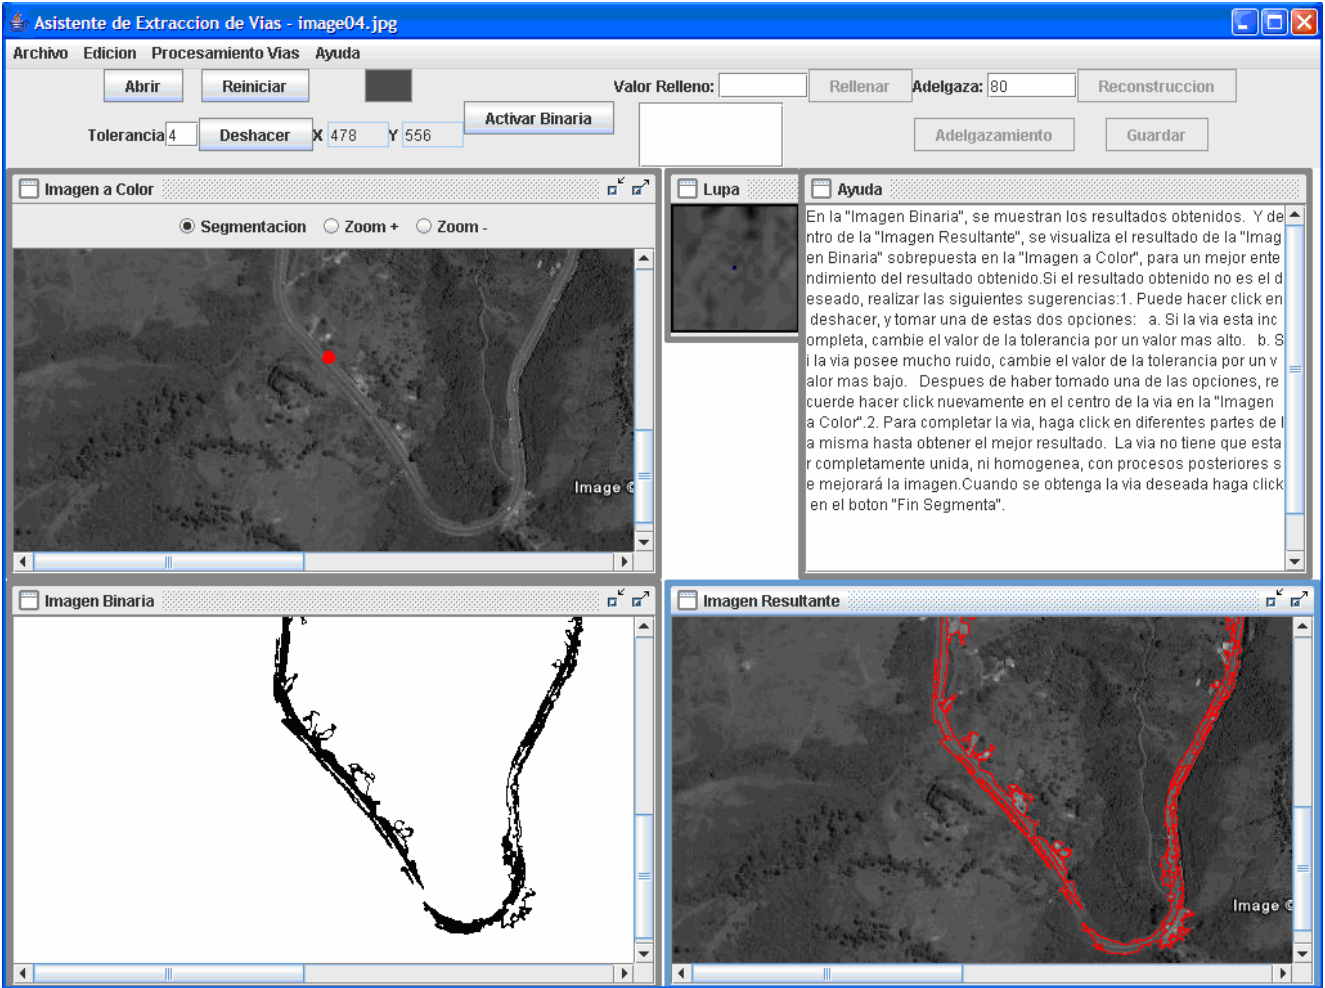 Asistente de Extraccion de Vias - image04.jpg
Archivo Edicion Procesamiento Vias Ayuda
Abrir Reiniciar Valor Relleno: Rellenar Adelgaza: 80 Reconstruccion
Tolerancia 4 Deshacer X 478 Y 556 Activar Binaria Adelgazamiento Guardar
Imagen a Color
Segmentacion Zoom + Zoom -
Image ©
Lupa
Ayuda
En la "Imagen Binaria", se muestran los resultados obtenidos.  Y de
ntro de la "Imagen Resultante", se visualiza el resultado de la "Imag
en Binaria" sobrepuesta en la "Imagen a Color", para un mejor ente
ndimiento del resultado obtenido.Si el resultado obtenido no es el d
eseado, realizar las siguientes sugerencias:1. Puede hacer click en
deshacer, y tomar una de estas dos opciones:   a. Si la via esta inc
ompleta, cambie el valor de la tolerancia por un valor mas alto.   b. S
i la via posee mucho ruido, cambie el valor de la tolerancia por un v
alor mas bajo.   Despues de haber tomado una de las opciones, re
cuerde hacer click nuevamente en el centro de la via en la "Imagen
a Color".2. Para completar la via, haga click en diferentes partes de l
a misma hasta obtener el mejor resultado.  La via no tiene que esta
r completamente unida, ni homogenea, con procesos posteriores s
e mejorará la imagen.Cuando se obtenga la via deseada haga click
en el boton "Fin Segmenta".
Imagen Binaria
Imagen Resultante
Image ©